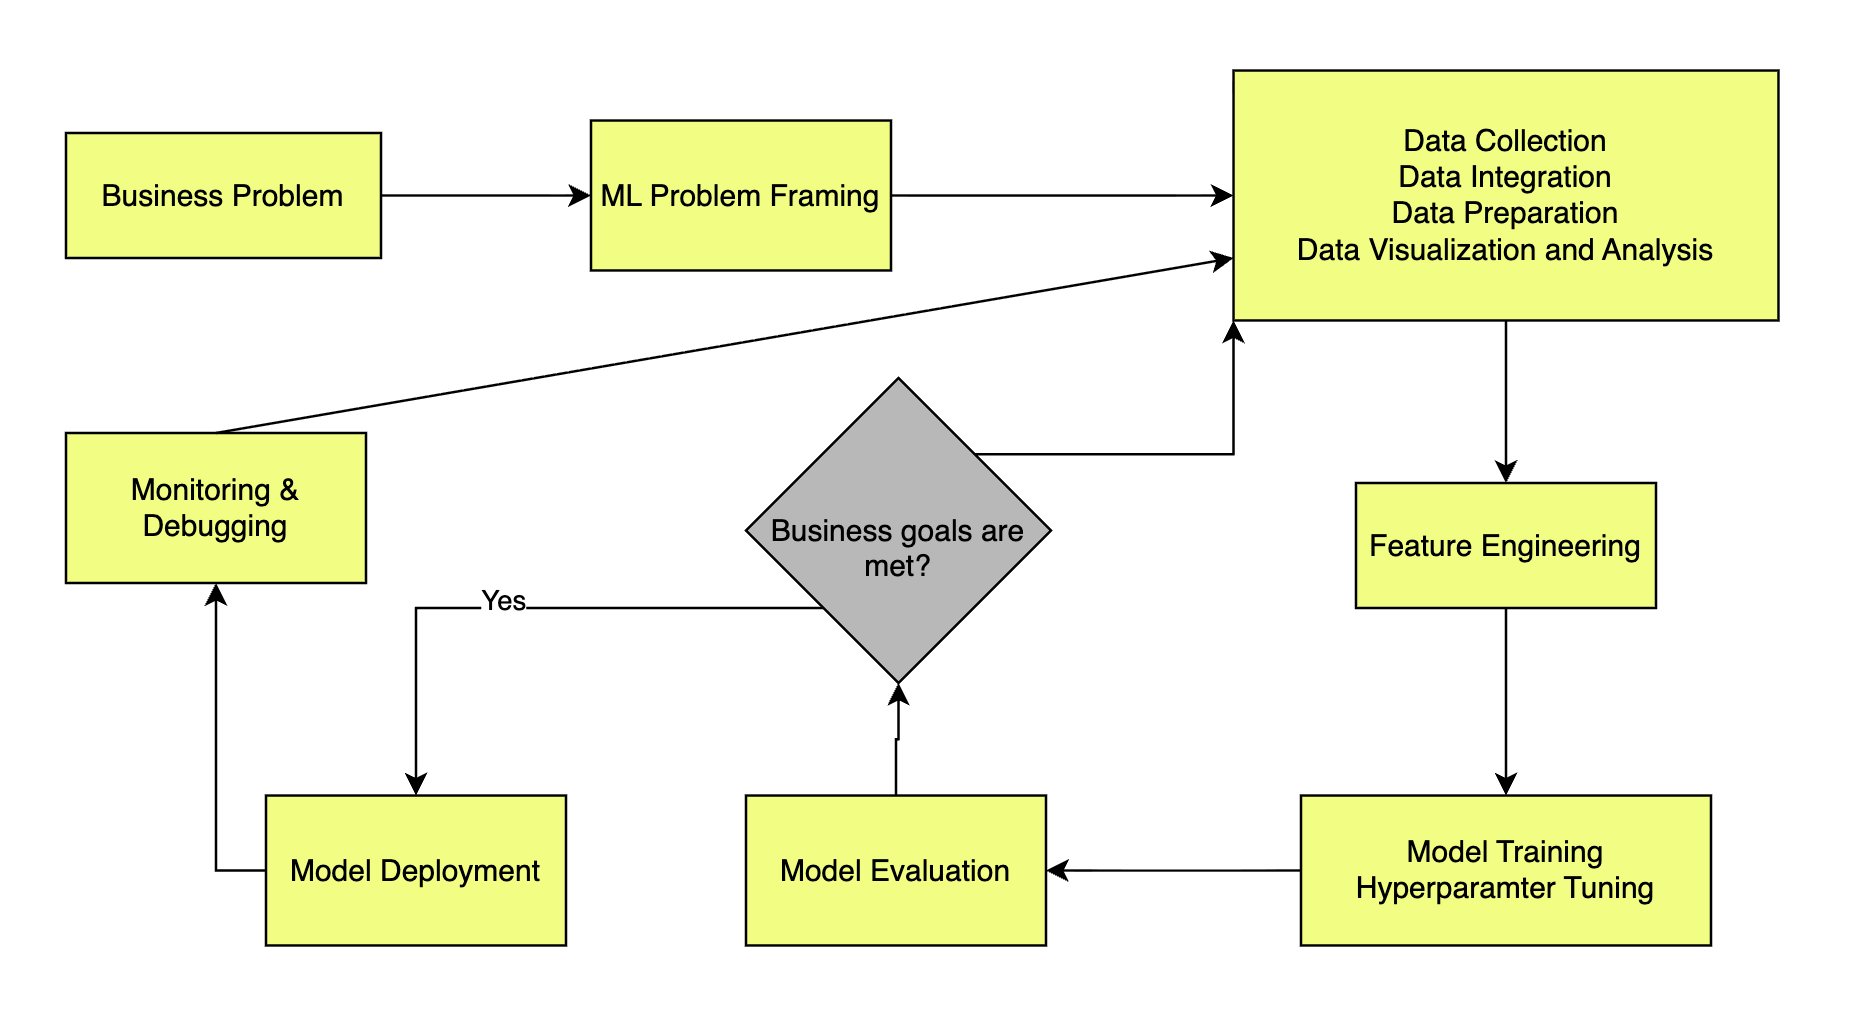 Business Problem
ML Problem Framing
Data Collection
Data Integration
Data Preparation
Data Visualization and Analysis
Monitoring &
Debugging
Business goals are
met?
Feature Engineering
Yes
Model Deployment
Model Evaluation
Model Training
Hyperparamter Tuning